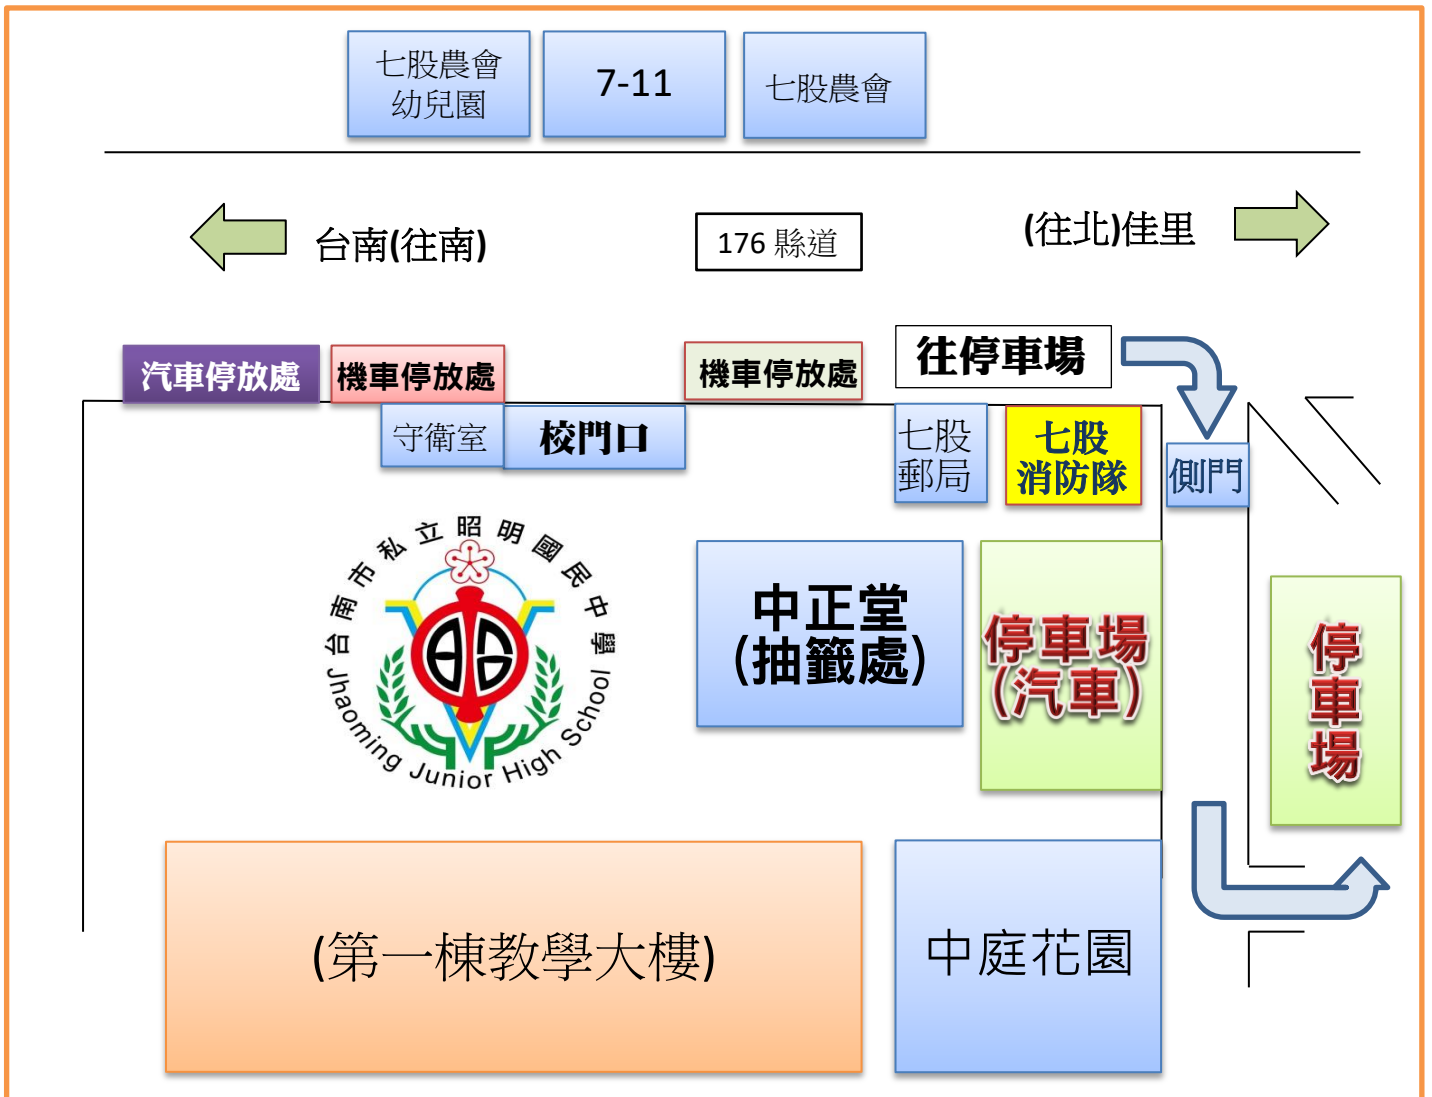 七股農會
幼兒園
7-11
七股農會
台南(往南)
176 縣道
(往北)佳里
汽車停放處
機車停放處
機車停放處
往停車場
守衛室
校門口
七股
郵局
七股
消防隊
側門
台南市私立昭明國民中學
Jhaoming Junior High School
中正堂
(抽籤處)
停車場
(汽車)
停
車
場
(第一棟教學大樓)
中庭花園